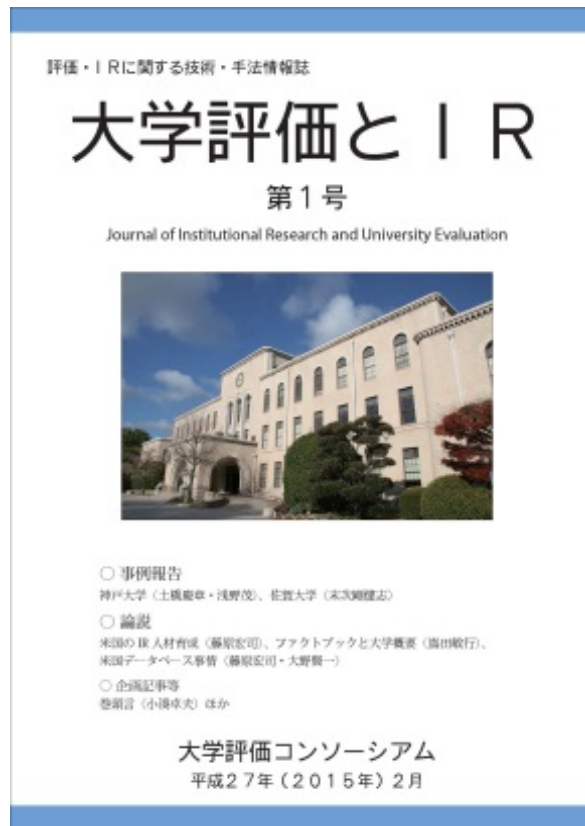 評価・ＩＲに関する技術・手法情報誌
大学評価とＩＲ
第１号
Journal of Institutional Research and University Evaluation
○ 事例報告
神戸大学（土橋慶章・浅野茂）、佐賀大学（末次剛健志）
○ 論説
米国の IR 人材育成（藤原宏司）、ファクトブックと大学概要（嶌田敏行）、
米国データベース事情（藤原宏司・大野賢一）
○ 企画記事等
巻頭言（小湊卓夫）ほか
大学評価コンソーシアム
平成２７年（２０１５年）２月